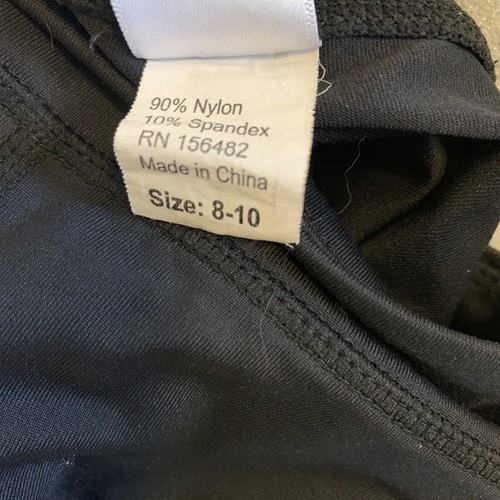 90% Nylon
10% Spandex
RN 156482
Made in China
Size: 8-10